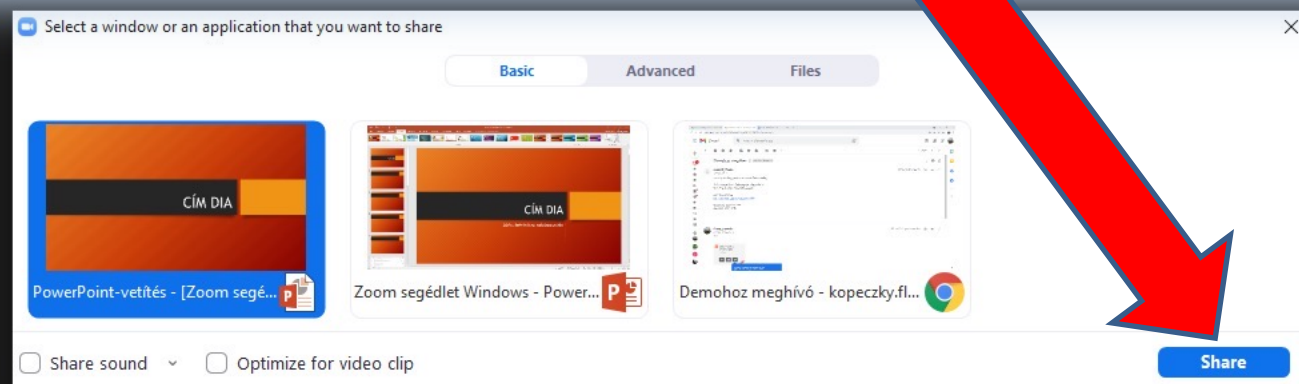 Select a window or an application that you want to share
Basic Advanced Files
CÍM DIA
CÍM DIA
PowerPoint-vetítés - [Zoom segé...
Zoom segédlet Windows - Power...
Demohoz meghívó - kopeczky.fl...
Share sound
Optimize for video clip
Share